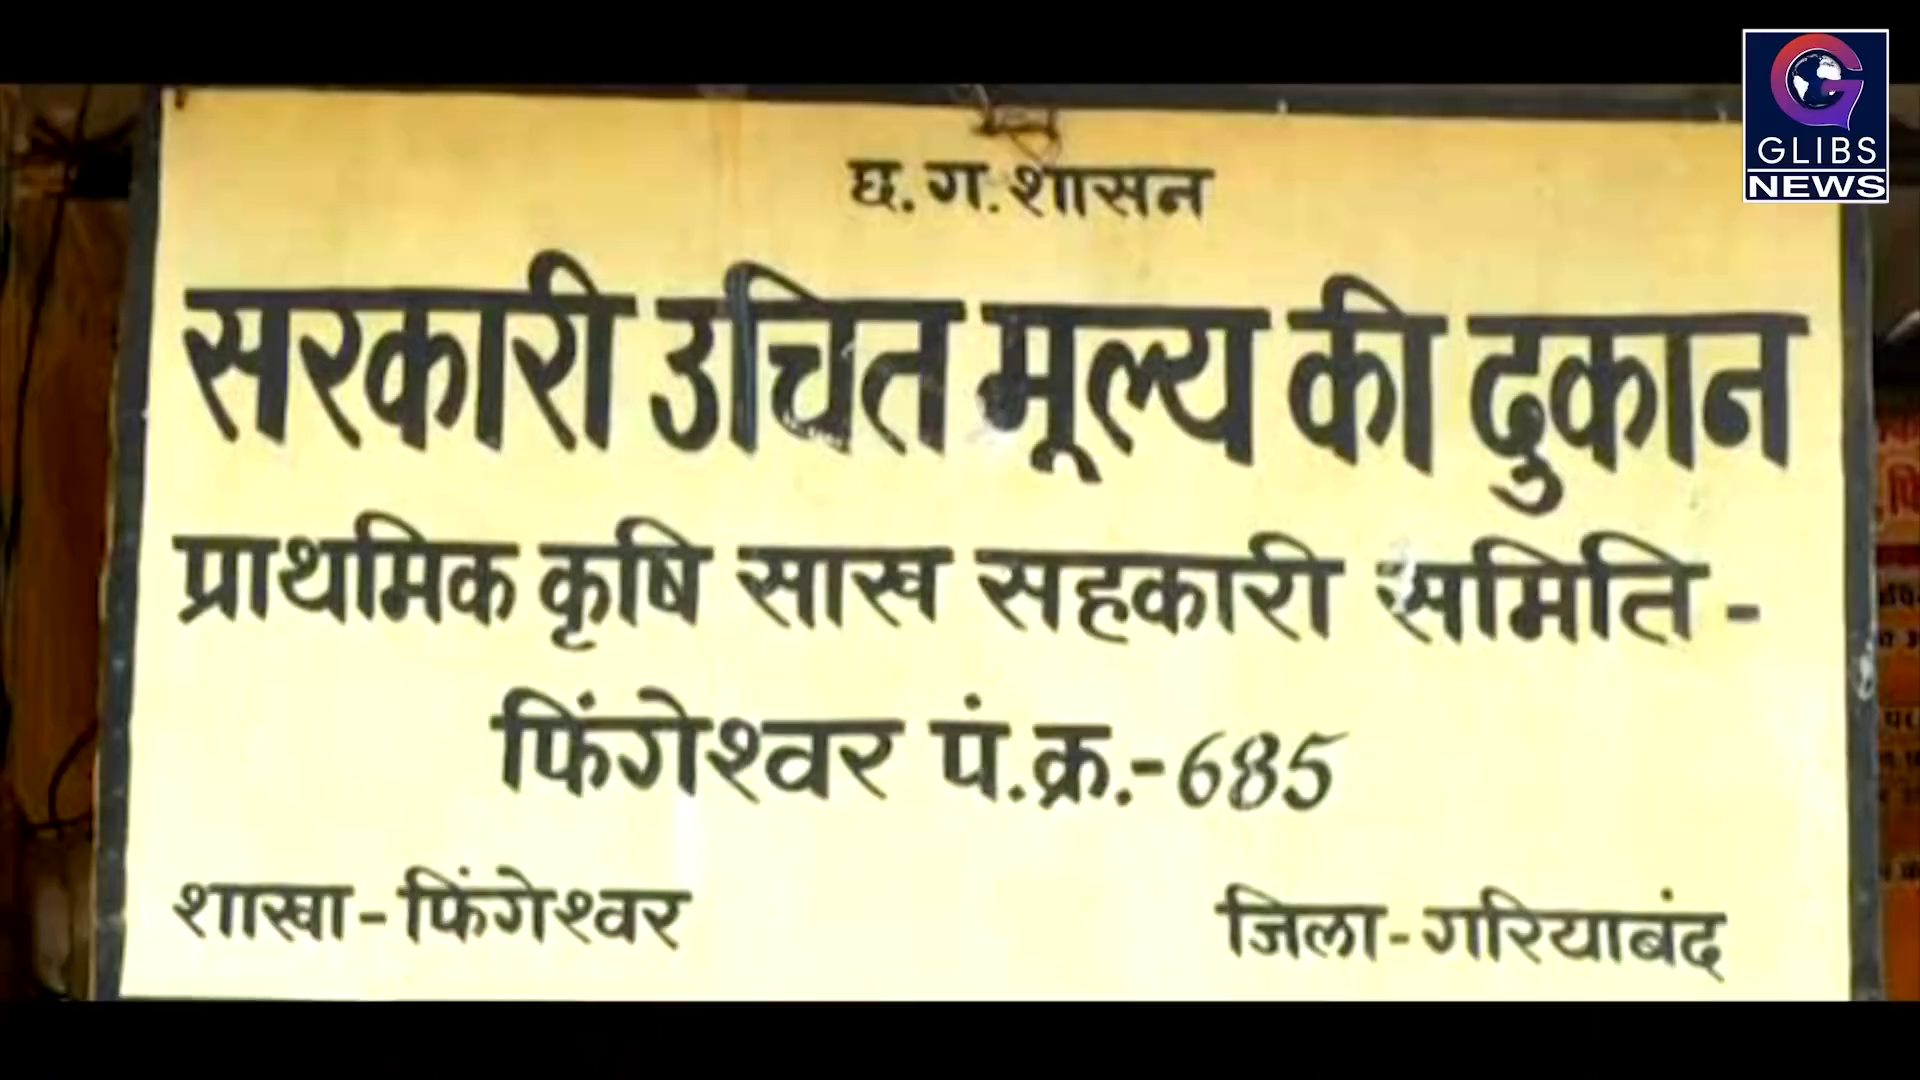 GLIBS
NEWS
छ.ग. शासन
सरकारी उचित मूल्य की दुकान
प्राथमिक कृषि साख सहकारी समिति -
फिंगेश्वर पं.क्र.-685
शाखा-फिंगेश्वर
जिला-गरियाबंद